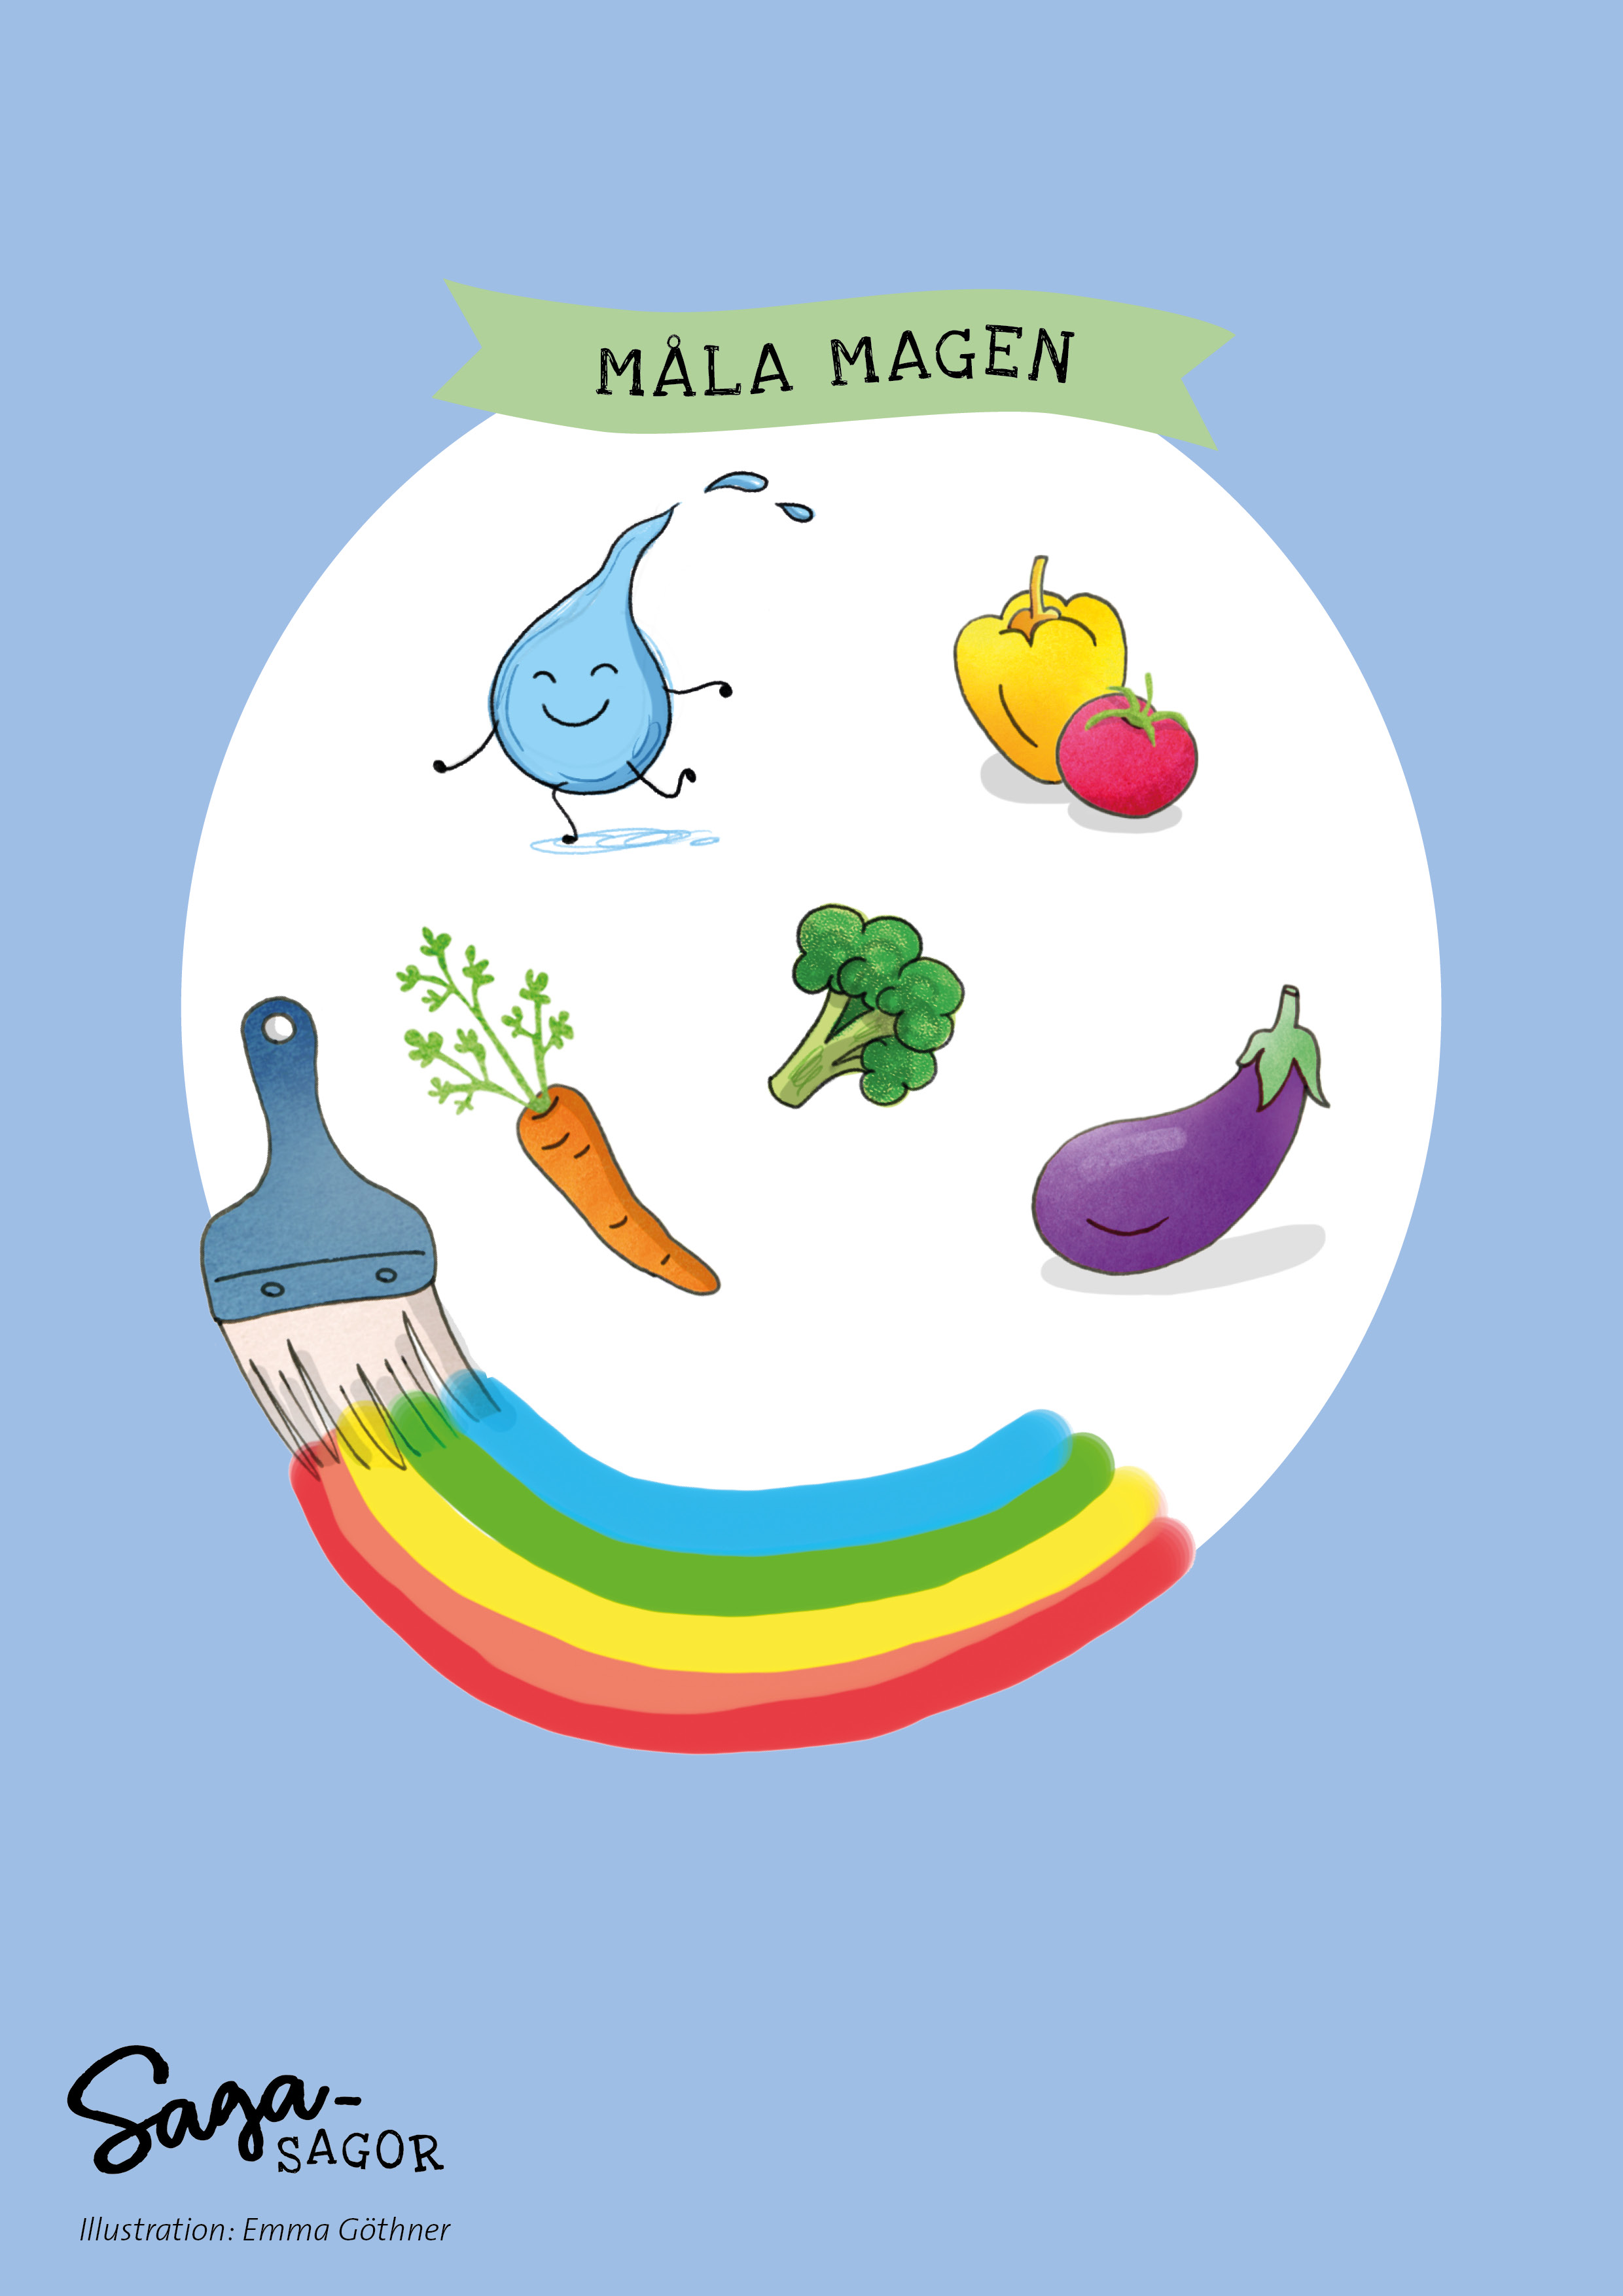 MÅLA MAGEN
Saga-
SAGOR
Illustration: Emma Göthner